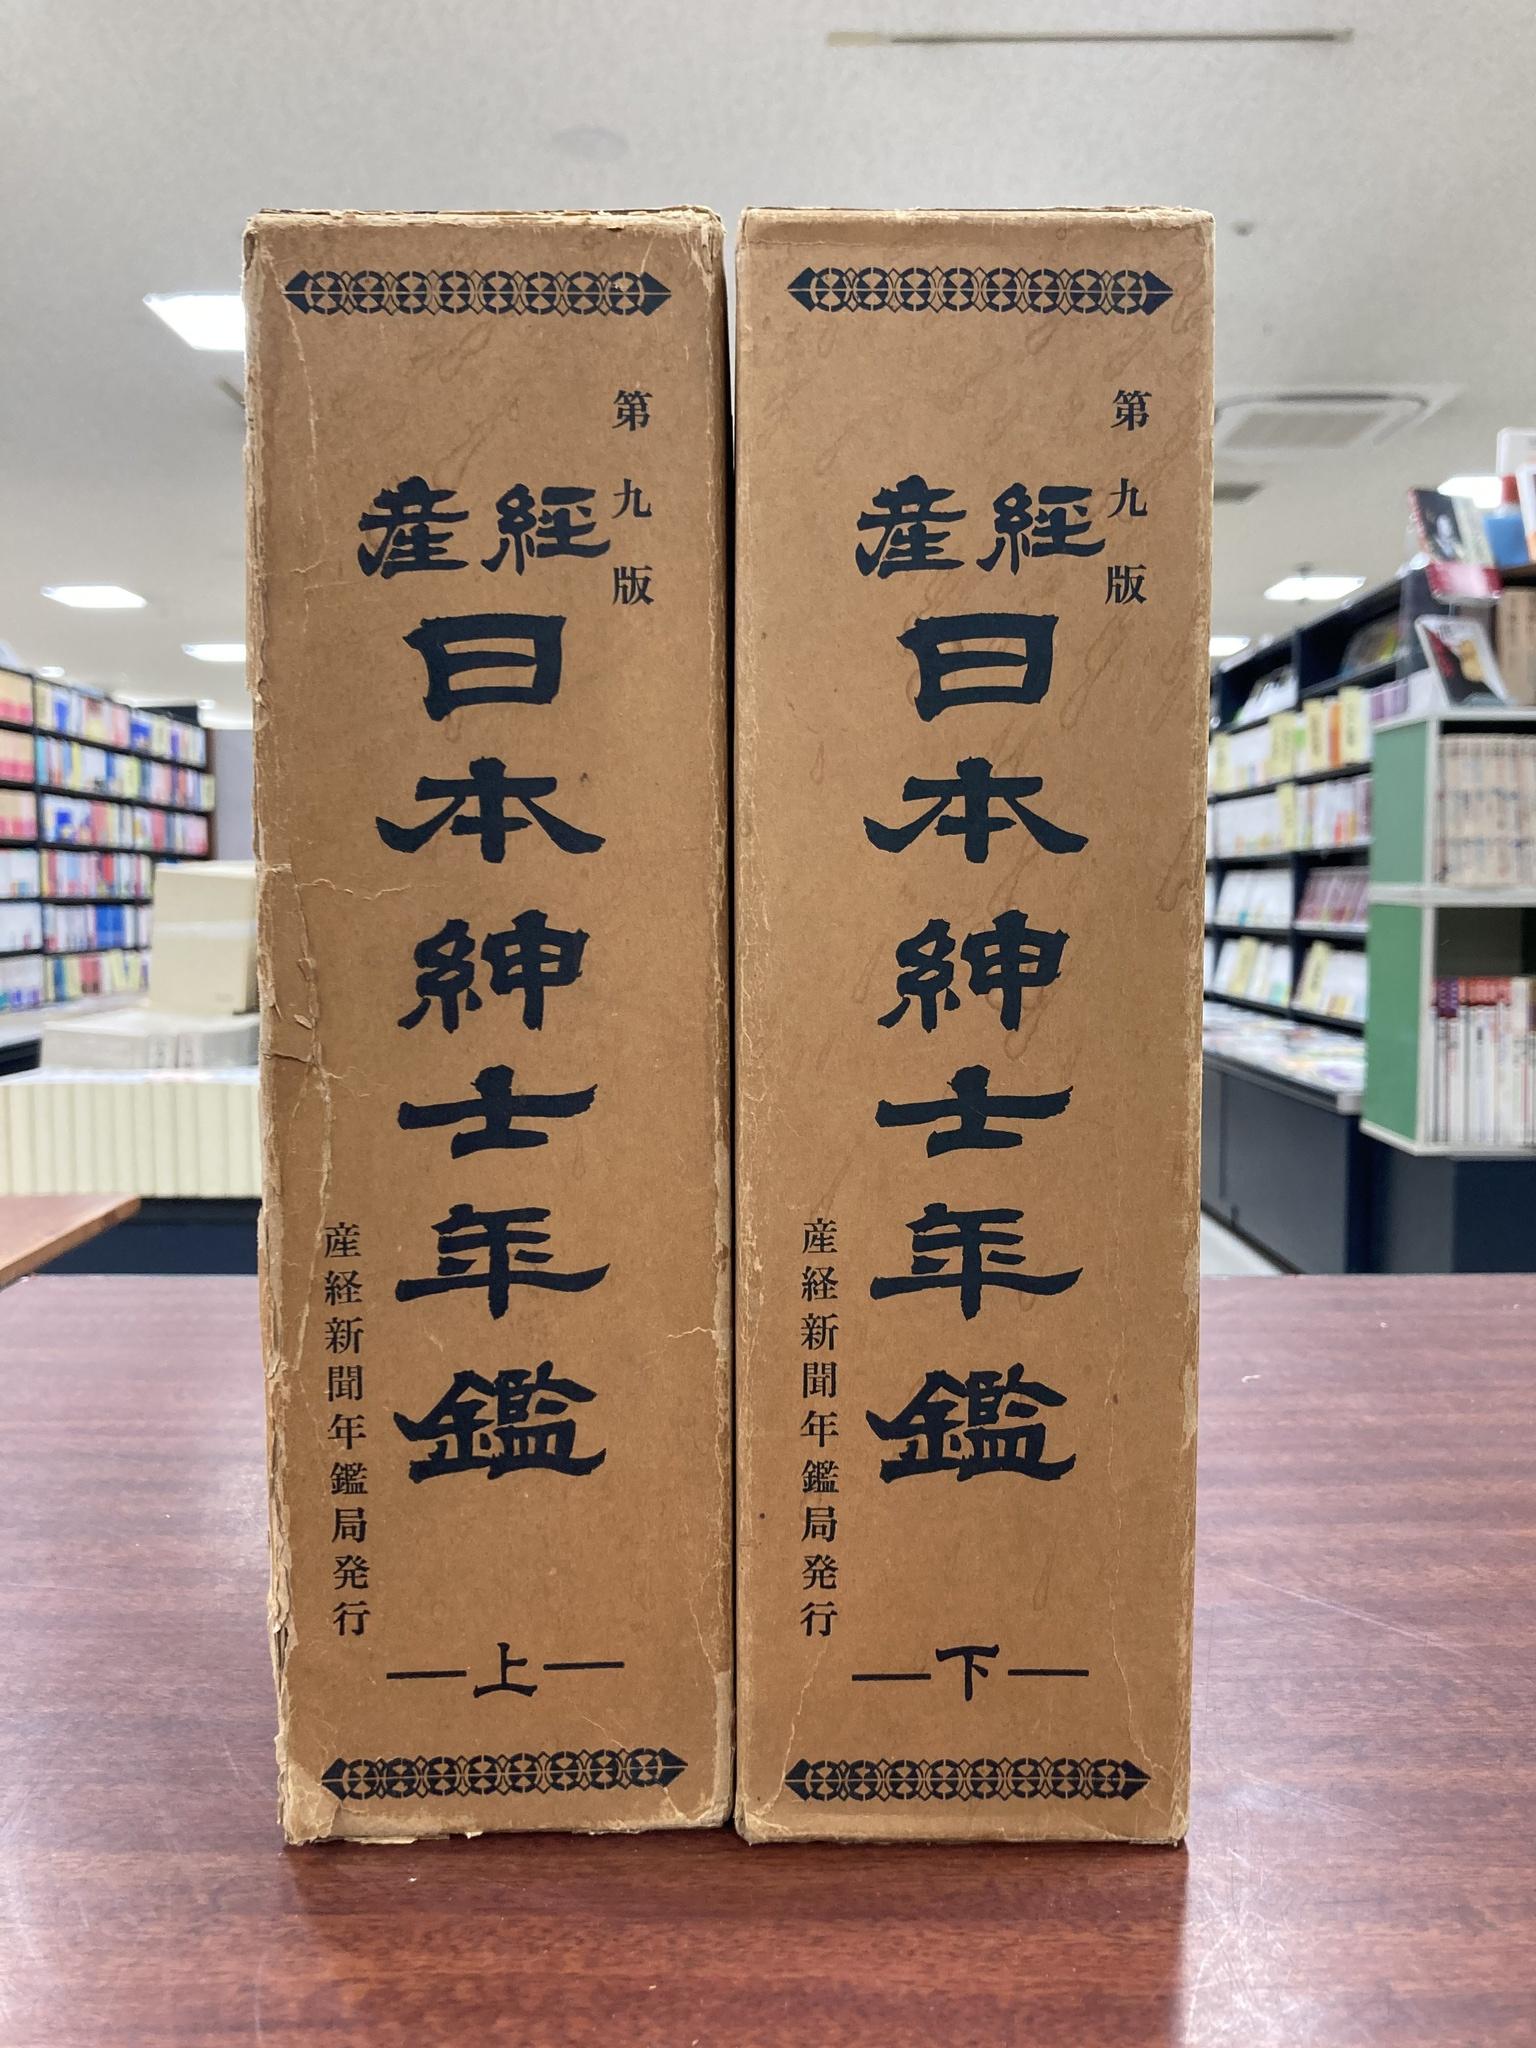 第九版
産経
日本紳士年鑑
産経新聞年鑑局発行
上
第九版
産経
日本紳士年鑑
産経新聞年鑑局発行
下